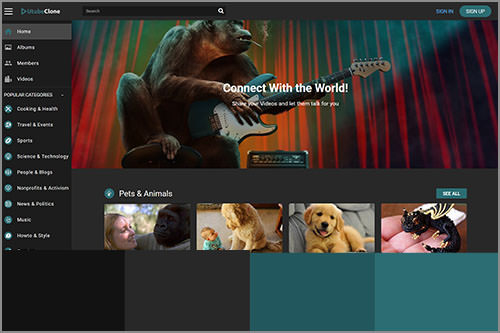 UtubeClone
Search
SIGN IN
SIGN UP
Home
Albums
Members
Videos
POPULAR CATEGORIES
Cooking & Health
Travel & Events
Sports
Science & Technology
People & Blogs
Nonprofits & Activism
News & Politics
Music
Howto & Style
Connect With the World!
Share your Videos and let them talk for you
Pets & Animals
SEE ALL